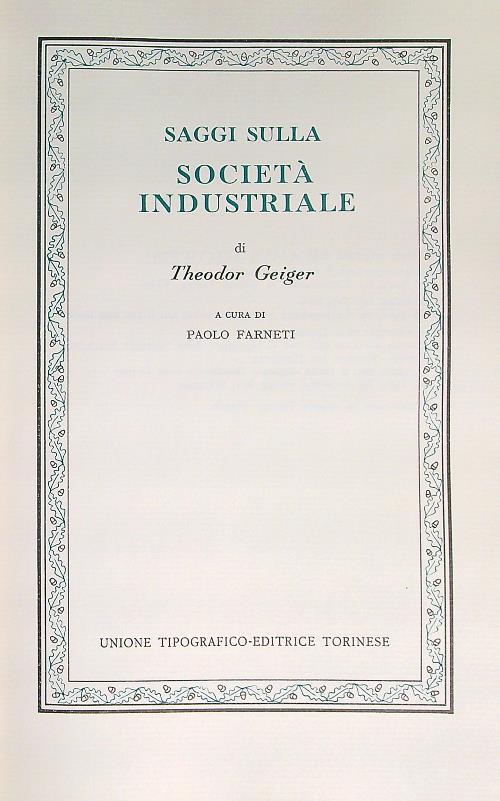 SAGGI SULLA
SOCIETÀ
INDUSTRIALE
di
Theodor Geiger
A CURA DI
PAOLO FARNETI
UNIONE TIPOGRAFICO-EDITRICE TORINESE